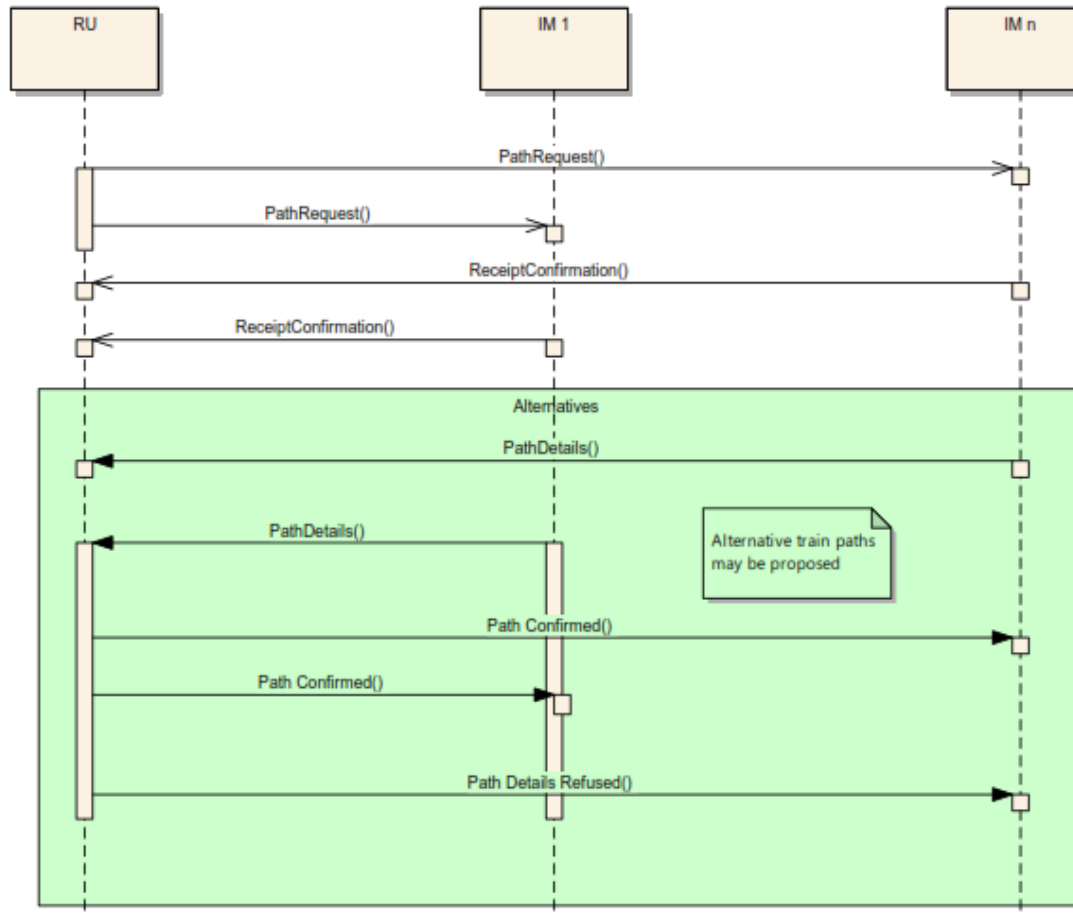 RU
IM 1
IM n
PathRequest()
PathRequest()
ReceiptConfirmation()
ReceiptConfirmation()
Alternatives
PathDetails()
PathDetails()
Alternative train paths
may be proposed
Path Confirmed()
Path Confirmed()
Path Details Refused()